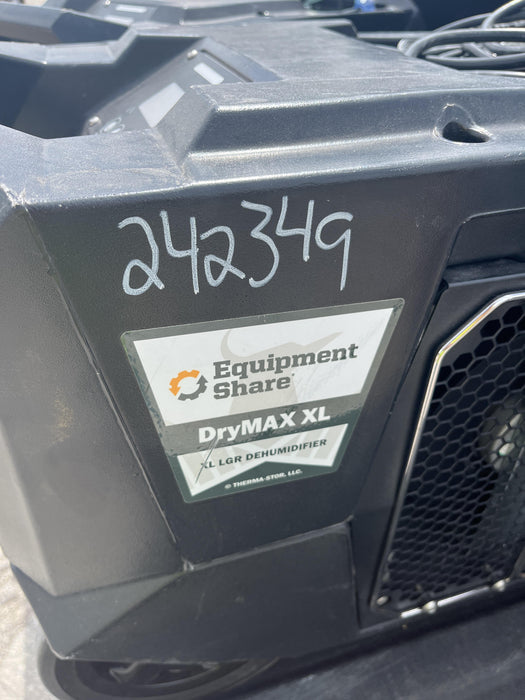 242349
Equipment
Share
DryMAX XL
XL LGR DEHUMIDIFIER
© THERMA-STOR, LLC.